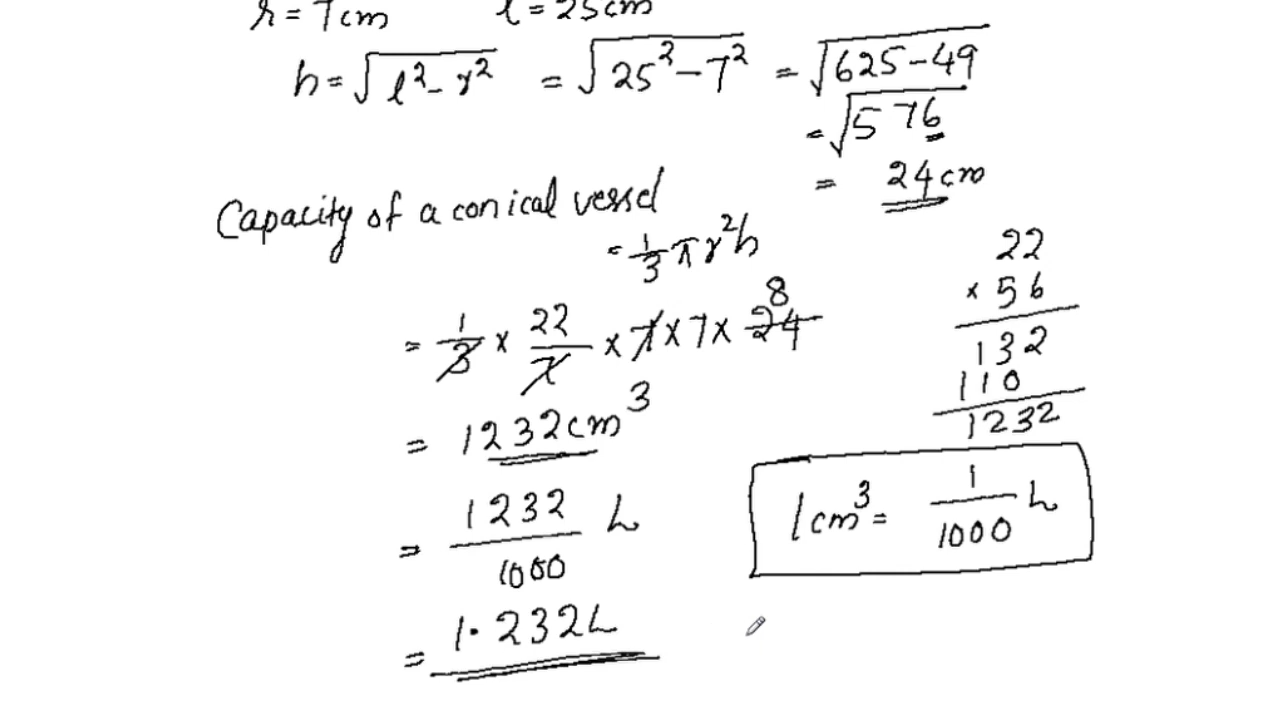 r = 7cm l = 25cm
h = √(l² - r²) = √(25² - 7²) = √(625 - 49)
= √576
= 24cm
Capacity of a conical vessel
= 1/3 π r²h
= 1/3 × 22/7 × 7 × 7 × 24 8
= 1232cm³
= 1232/1000 L
= 1.232L
22
× 56
132
110
1232
1cm³ = 1/1000 L